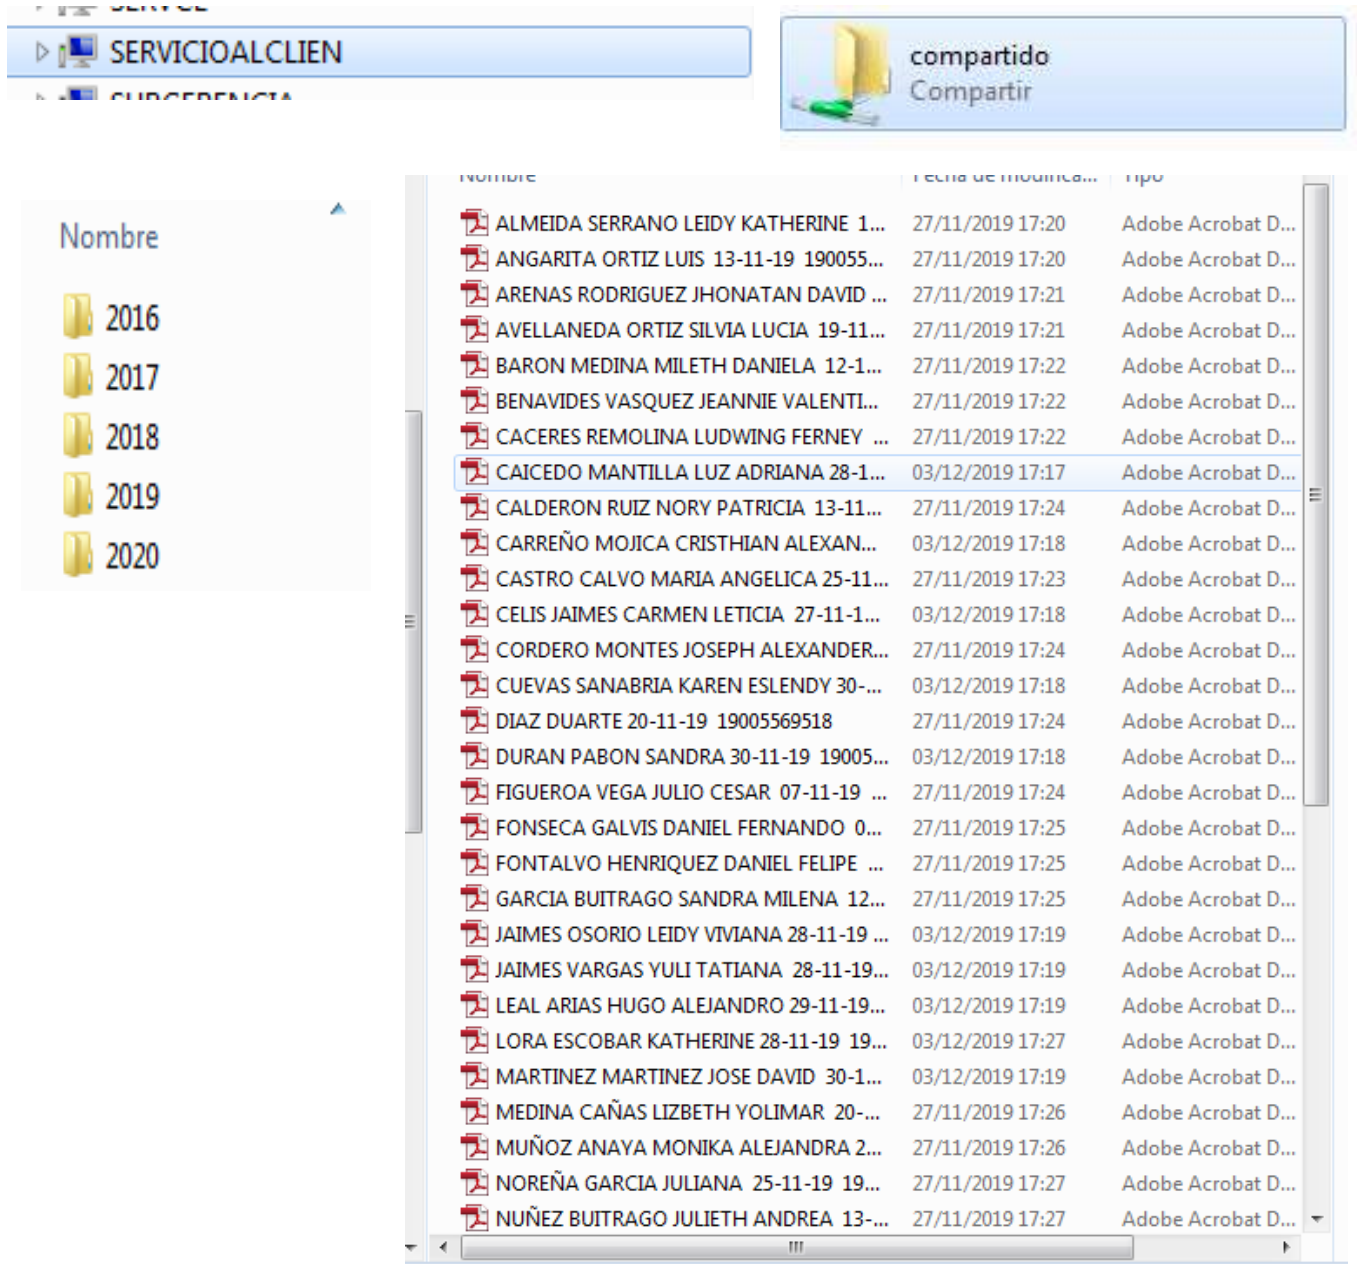 SERVICE
SERVICIOALCLIEN
SUBGERENCIA
compartido
Compartir
Nombre
2016
2017
2018
2019
2020
Nombre Fecha de modifica... Tipo
ALMEIDA SERRANO LEIDY KATHERINE 1... 27/11/2019 17:20 Adobe Acrobat D...
ANGARITA ORTIZ LUIS 13-11-19 190055... 27/11/2019 17:20 Adobe Acrobat D...
ARENAS RODRIGUEZ JHONATAN DAVID ... 27/11/2019 17:21 Adobe Acrobat D...
AVELLANEDA ORTIZ SILVIA LUCIA 19-11... 27/11/2019 17:21 Adobe Acrobat D...
BARON MEDINA MILETH DANIELA 12-1... 27/11/2019 17:22 Adobe Acrobat D...
BENAVIDES VASQUEZ JEANNIE VALENTI... 27/11/2019 17:22 Adobe Acrobat D...
CACERES REMOLINA LUDWING FERNEY ... 27/11/2019 17:22 Adobe Acrobat D...
CAICEDO MANTILLA LUZ ADRIANA 28-1... 03/12/2019 17:17 Adobe Acrobat D...
CALDERON RUIZ NORY PATRICIA 13-11... 27/11/2019 17:24 Adobe Acrobat D...
CARREÑO MOJICA CRISTHIAN ALEXAN... 03/12/2019 17:18 Adobe Acrobat D...
CASTRO CALVO MARIA ANGELICA 25-11... 27/11/2019 17:23 Adobe Acrobat D...
CELIS JAIMES CARMEN LETICIA 27-11-1... 03/12/2019 17:18 Adobe Acrobat D...
CORDERO MONTES JOSEPH ALEXANDER... 27/11/2019 17:24 Adobe Acrobat D...
CUEVAS SANABRIA KAREN ESLENDY 30-... 03/12/2019 17:18 Adobe Acrobat D...
DIAZ DUARTE 20-11-19 19005569518 27/11/2019 17:24 Adobe Acrobat D...
DURAN PABON SANDRA 30-11-19 19005... 03/12/2019 17:18 Adobe Acrobat D...
FIGUEROA VEGA JULIO CESAR 07-11-19 ... 27/11/2019 17:24 Adobe Acrobat D...
FONSECA GALVIS DANIEL FERNANDO 0... 27/11/2019 17:25 Adobe Acrobat D...
FONTALVO HENRIQUEZ DANIEL FELIPE ... 27/11/2019 17:25 Adobe Acrobat D...
GARCIA BUITRAGO SANDRA MILENA 12... 27/11/2019 17:25 Adobe Acrobat D...
JAIMES OSORIO LEIDY VIVIANA 28-11-19 ... 03/12/2019 17:19 Adobe Acrobat D...
JAIMES VARGAS YULI TATIANA 28-11-19... 03/12/2019 17:19 Adobe Acrobat D...
LEAL ARIAS HUGO ALEJANDRO 29-11-19... 03/12/2019 17:19 Adobe Acrobat D...
LORA ESCOBAR KATHERINE 28-11-19 19... 03/12/2019 17:27 Adobe Acrobat D...
MARTINEZ MARTINEZ JOSE DAVID 30-1... 03/12/2019 17:19 Adobe Acrobat D...
MEDINA CAÑAS LIZBETH YOLIMAR 20-... 27/11/2019 17:26 Adobe Acrobat D...
MUÑOZ ANAYA MONIKA ALEJANDRA 2... 27/11/2019 17:26 Adobe Acrobat D...
NOREÑA GARCIA JULIANA 25-11-19 19... 27/11/2019 17:27 Adobe Acrobat D...
NUÑEZ BUITRAGO JULIETH ANDREA 13-... 27/11/2019 17:27 Adobe Acrobat D...